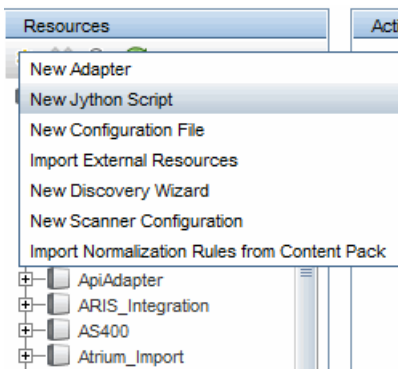 Resources
Acti
New Adapter
New Jython Script
New Configuration File
Import External Resources
New Discovery Wizard
New Scanner Configuration
Import Normalization Rules from Content Pack
ApiAdapter
ARIS_Integration
AS400
Atrium_Import